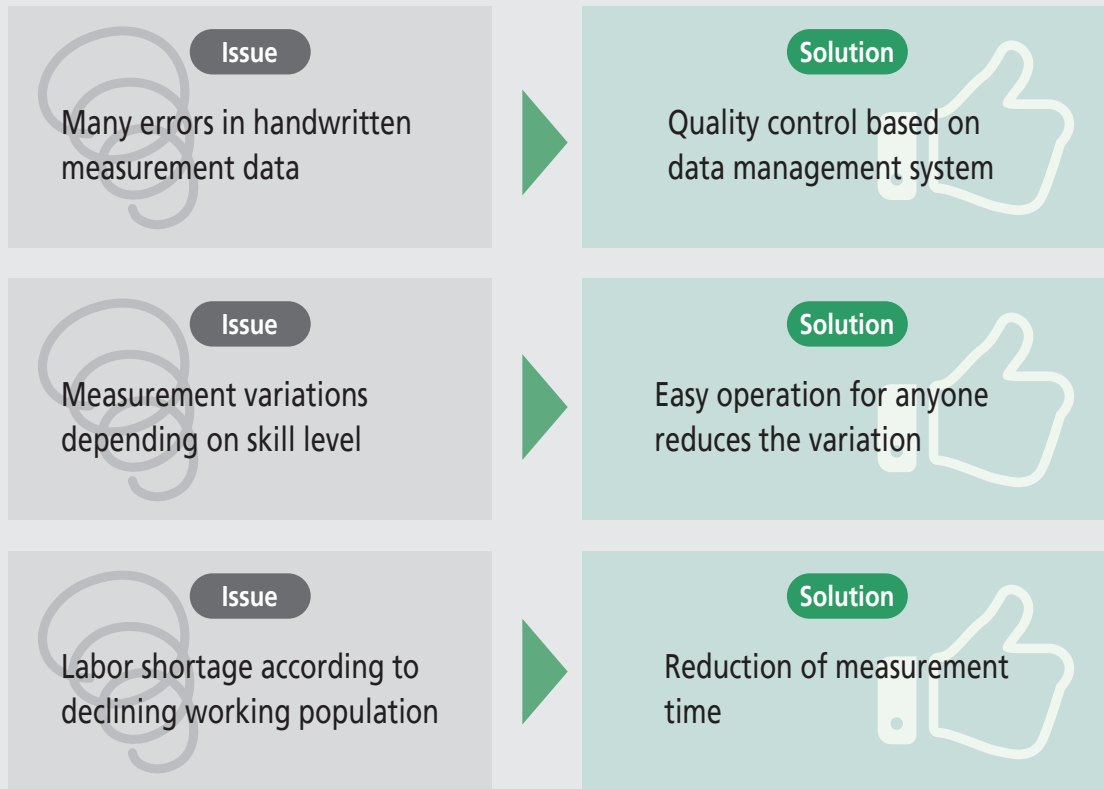 Issue
Many errors in handwritten
measurement data
Solution
Quality control based on
data management system
Issue
Measurement variations
depending on skill level
Solution
Easy operation for anyone
reduces the variation
Issue
Labor shortage according to
declining working population
Solution
Reduction of measurement
time